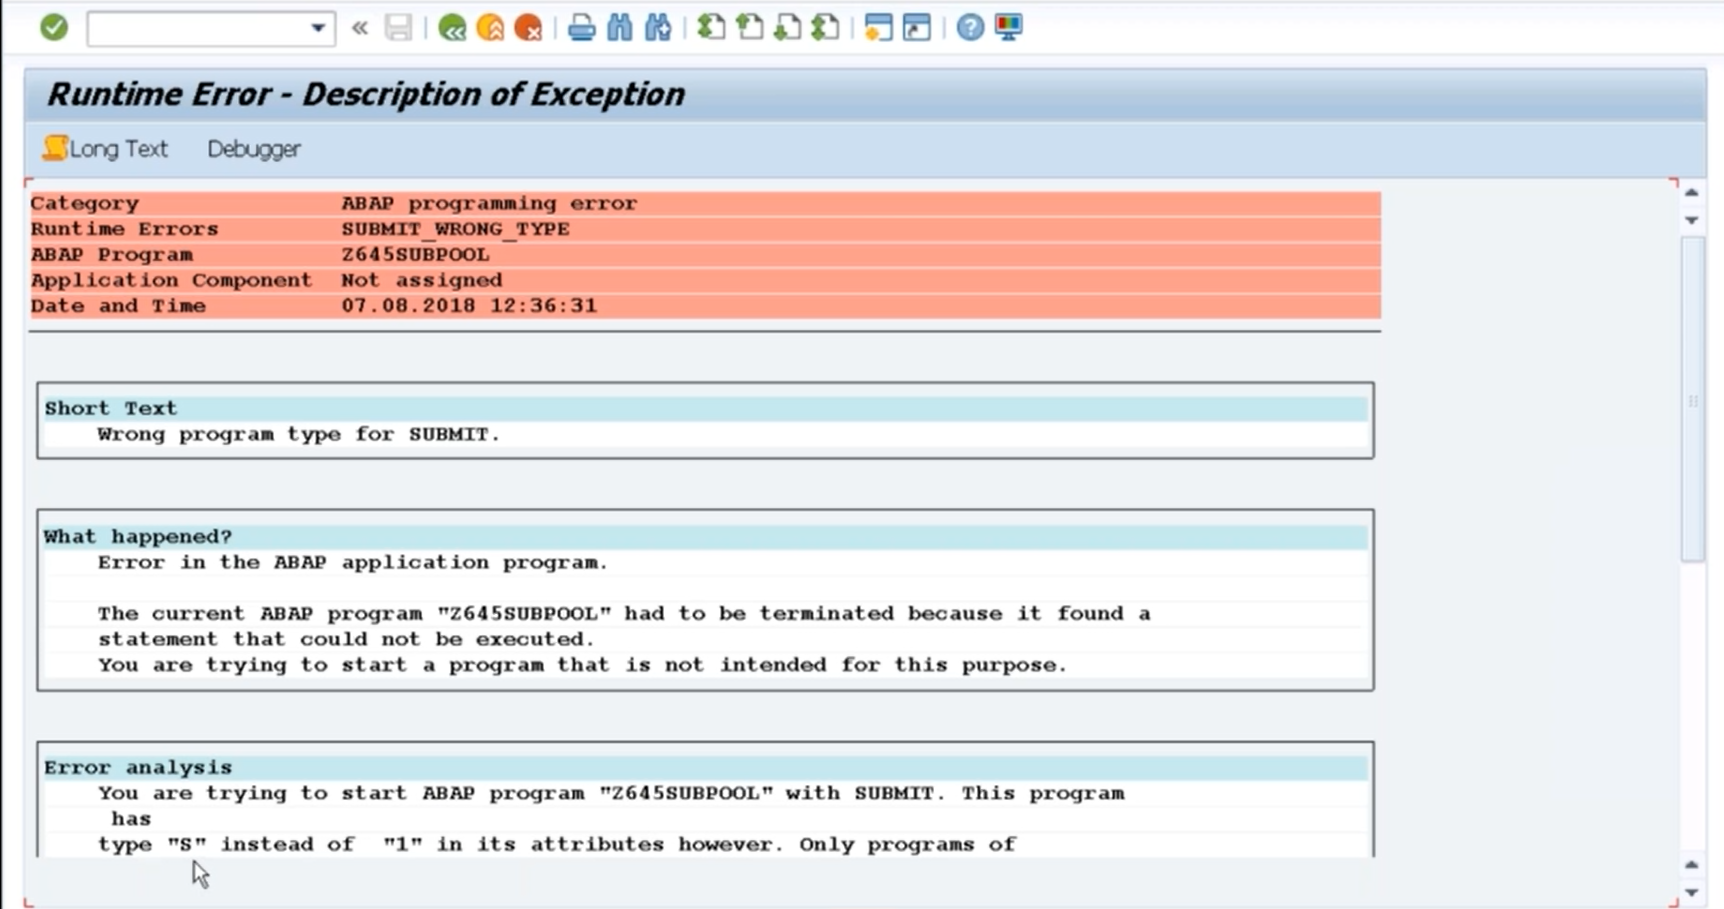 Runtime Error - Description of Exception
Long Text Debugger
Category ABAP programming error
Runtime Errors SUBMIT_WRONG_TYPE
ABAP Program Z645SUBPOOL
Application Component Not assigned
Date and Time 07.08.2018 12:36:31
Short Text
Wrong program type for SUBMIT.
What happened?
Error in the ABAP application program.
The current ABAP program "Z645SUBPOOL" had to be terminated because it found a
statement that could not be executed.
You are trying to start a program that is not intended for this purpose.
Error analysis
You are trying to start ABAP program "Z645SUBPOOL" with SUBMIT. This program
has
type "S" instead of "1" in its attributes however. Only programs of